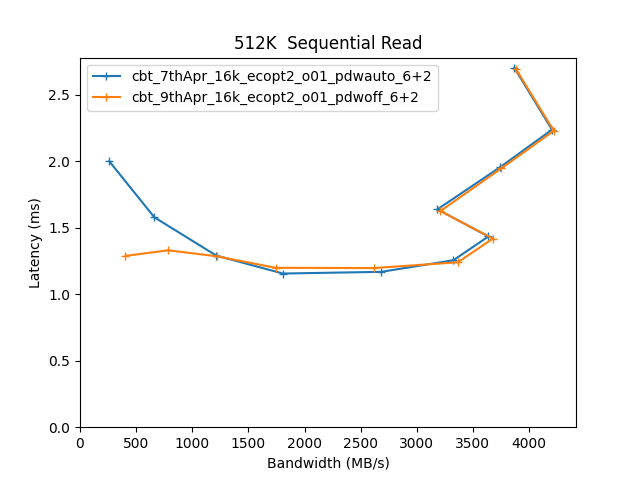 512K  Sequential Read
cbt_7thApr_16k_ecopt2_o01_pdwauto_6+2
cbt_9thApr_16k_ecopt2_o01_pdwoff_6+2
2.5
2.0
1.5
1.0
0.5
0.0
Latency (ms)
0 500 1000 1500 2000 2500 3000 3500 4000
Bandwidth (MB/s)